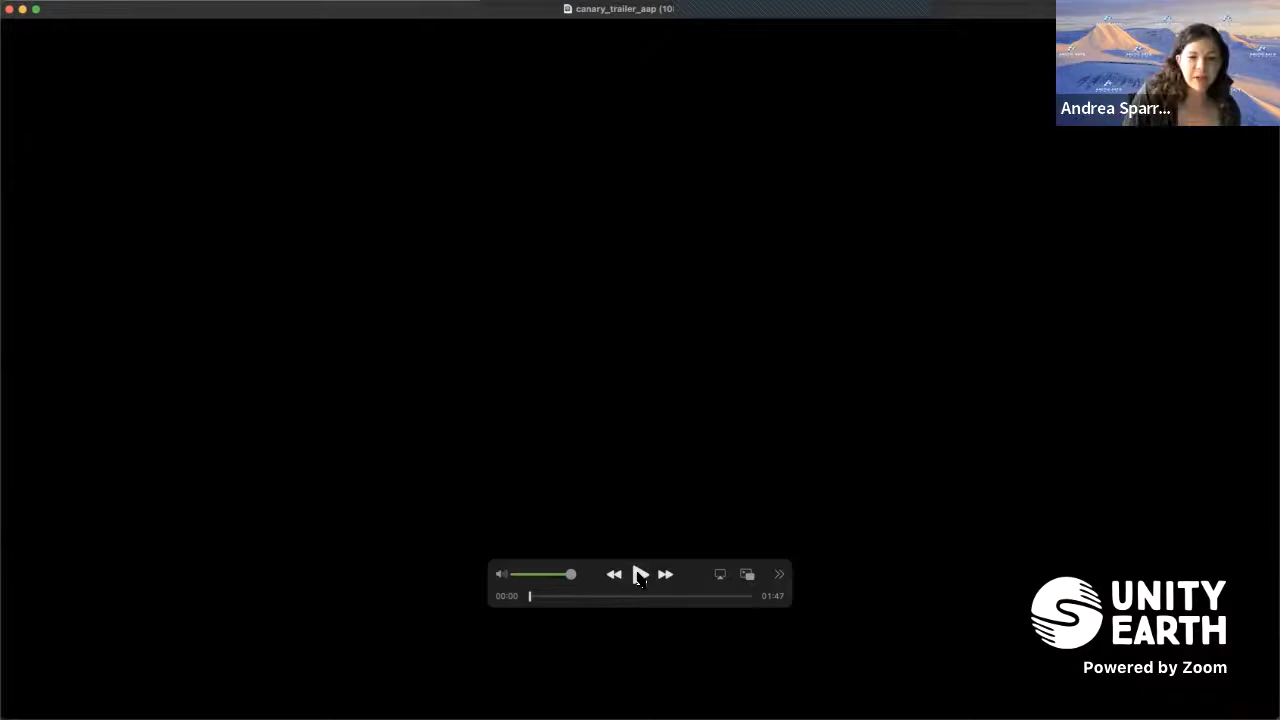 canary_trailer_aap (10
Andrea Sparr...
00:00
01:47
UNITY
EARTH
Powered by Zoom